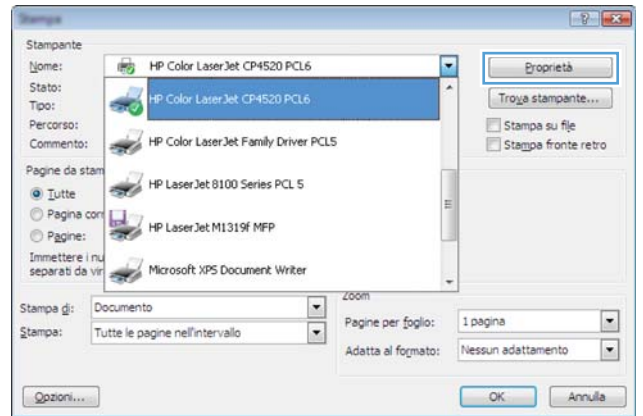 Stampa
Stampante
Nome: HP Color LaserJet CP4520 PCL6
Proprietà
Stato:
HP Color LaserJet CP4520 PCL6
Trova stampante...
Tipo:
Percorso:
Stampa su file
Commento:
HP Color LaserJet Family Driver PCL5
Stampa fronte retro
Pagine da stam
HP LaserJet 8100 Series PCL 5
Tutte
Pagina corr
HP LaserJet M1319f MFP
Pagine:
Immettere i nu
separati da vir
Microsoft XPS Document Writer
Zoom
Stampa di: Documento
Pagine per foglio: 1 pagina
Stampa: Tutte le pagine nell'intervallo
Adatta al formato: Nessun adattamento
Opzioni...
OK
Annulla